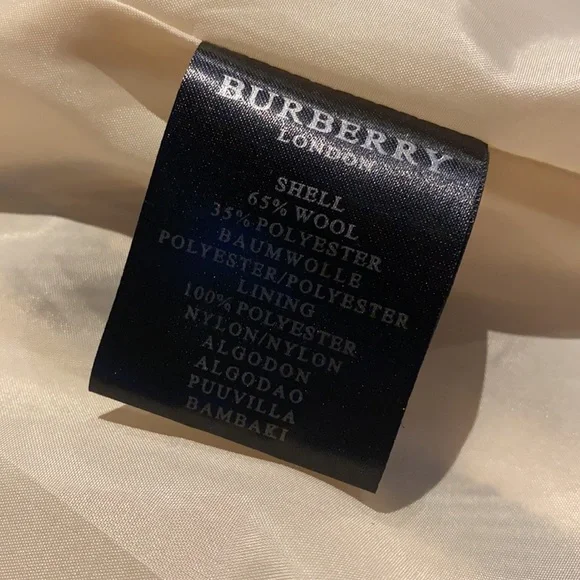 BURBERRY
LONDON
SHELL
65% WOOL
35% POLYESTER
BAUMWOLLE
POLYESTER/POLYESTER
LINING
100% POLYESTER
NYLON/NYLON
ALGODON
ALGODAO
PUUVILLA
BAMBAKI